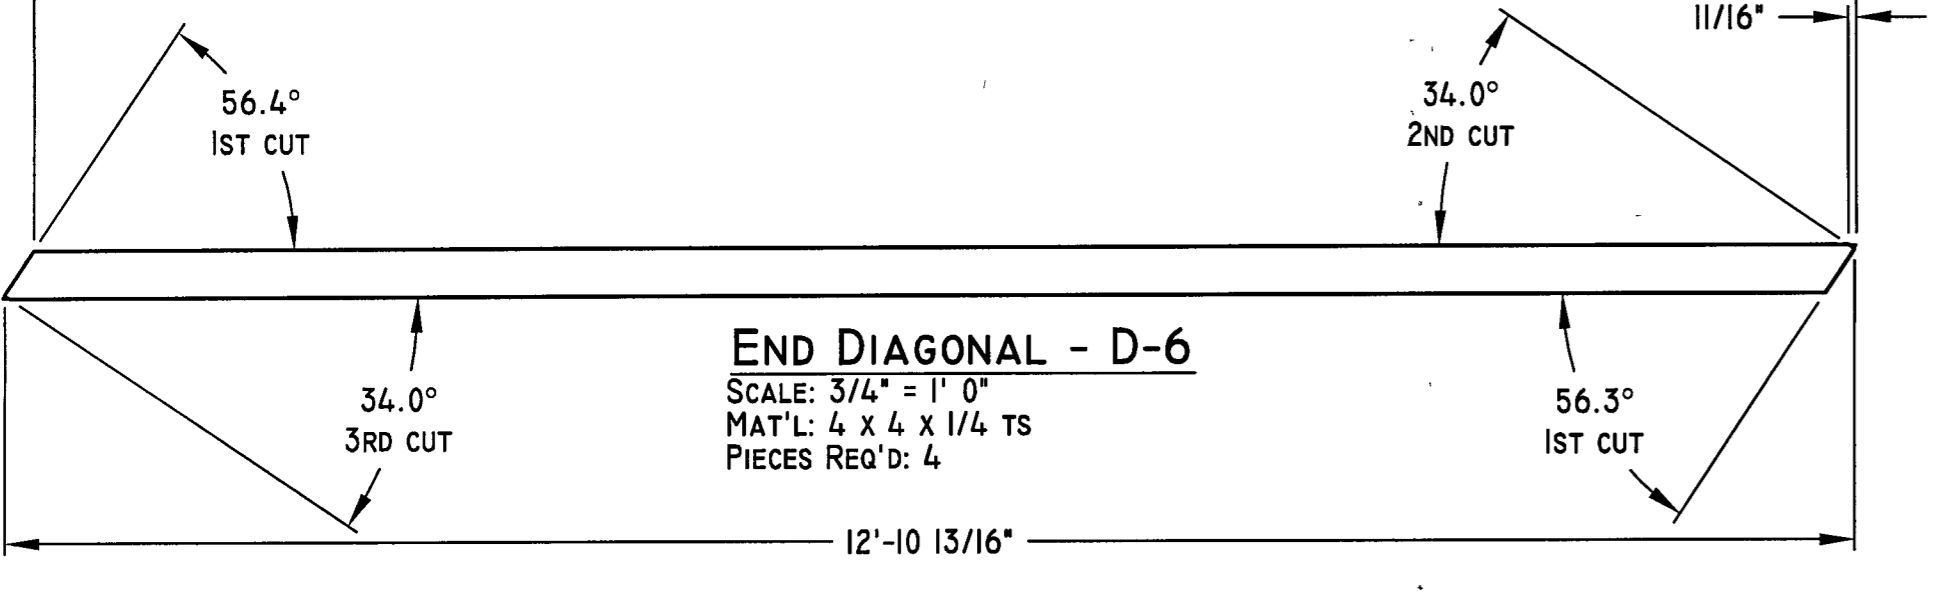 11/16"
56.4°
1ST CUT
34.0°
2ND CUT
END DIAGONAL - D-6
SCALE: 3/4" = 1' 0"
MAT'L: 4 X 4 X 1/4 TS
PIECES REQ'D: 4
34.0°
3RD CUT
56.3°
1ST CUT
12'-10 13/16"